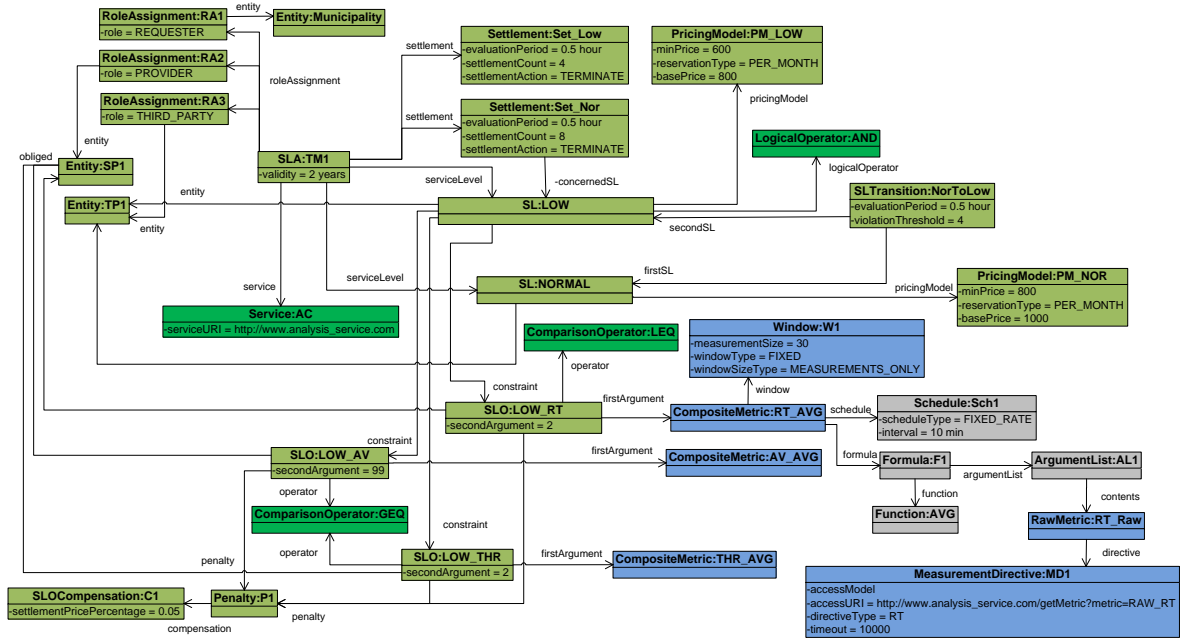 RoleAssignment:RA1
-role = REQUESTER
entity
Entity:Municipality
RoleAssignment:RA2
-role = PROVIDER
roleAssignment
RoleAssignment:RA3
-role = THIRD_PARTY
entity
obliged
Entity:SP1
Entity:TP1
entity
entity
Settlement:Set_Low
-evaluationPeriod = 0.5 hour
-settlementCount = 4
-settlementAction = TERMINATE
settlement
Settlement:Set_Nor
-evaluationPeriod = 0.5 hour
-settlementCount = 8
-settlementAction = TERMINATE
settlement
PricingModel:PM_LOW
-minPrice = 600
-reservationType = PER_MONTH
-basePrice = 800
pricingModel
LogicalOperator:AND
logicalOperator
SLA:TM1
-validity = 2 years
serviceLevel
-concernedSL
SL:LOW
SLTransition:NorToLow
-evaluationPeriod = 0.5 hour
-violationThreshold = 4
secondSL
firstSL
serviceLevel
SL:NORMAL
pricingModel
PricingModel:PM_NOR
-minPrice = 800
-reservationType = PER_MONTH
-basePrice = 1000
service
Service:AC
-serviceURI = http://www.analysis_service.com
ComparisonOperator:LEQ
operator
Window:W1
-measurementSize = 30
-windowType = FIXED
-windowSizeType = MEASUREMENTS_ONLY
window
constraint
SLO:LOW_RT
-secondArgument = 2
firstArgument
CompositeMetric:RT_AVG
schedule
Schedule:Sch1
-scheduleType = FIXED_RATE
-interval = 10 min
constraint
SLO:LOW_AV
-secondArgument = 99
firstArgument
CompositeMetric:AV_AVG
formula
Formula:F1
argumentList
ArgumentList:AL1
function
Function:AVG
contents
RawMetric:RT_Raw
operator
ComparisonOperator:GEQ
operator
constraint
SLO:LOW_THR
-secondArgument = 2
firstArgument
CompositeMetric:THR_AVG
directive
MeasurementDirective:MD1
-accessModel
-accessURI = http://www.analysis_service.com/getMetric?metric=RAW_RT
-directiveType = RT
-timeout = 10000
penalty
SLOCompensation:C1
-settlementPricePercentage = 0.05
compensation
Penalty:P1
penalty